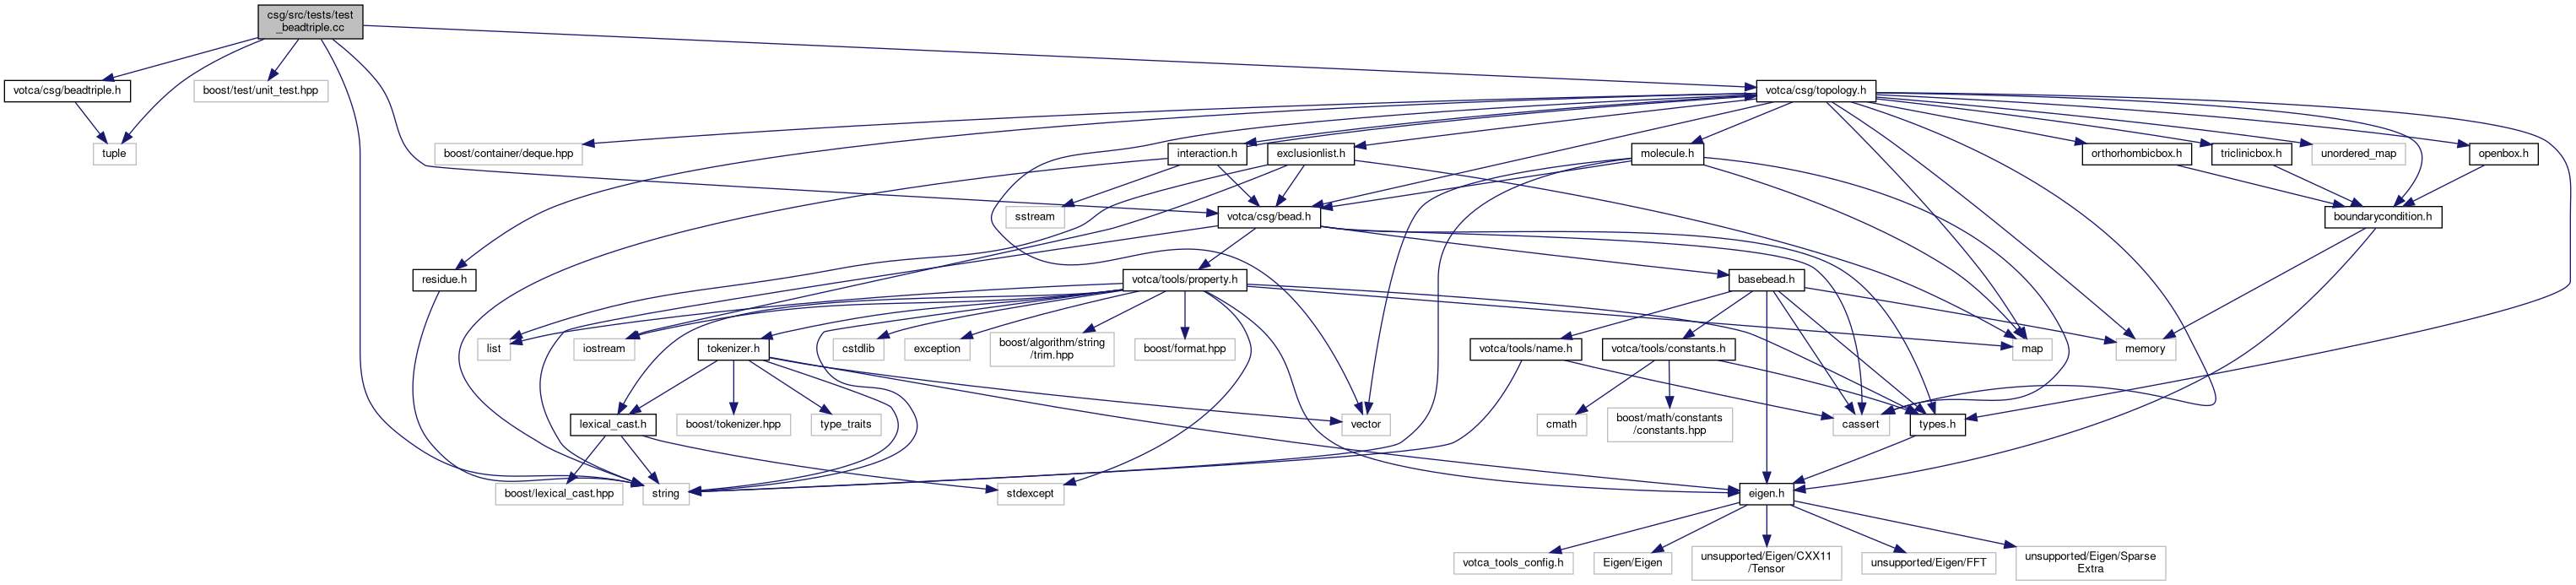 csg/src/tests/test
_beadtriple.cc
votca/csg/beadtriple.h
boost/test/unit_test.hpp
votca/csg/topology.h
tuple
boost/container/deque.hpp
interaction.h
exclusionlist.h
molecule.h
orthorhombicbox.h
triclinicbox.h
unordered_map
openbox.h
sstream
votca/csg/bead.h
boundarycondition.h
residue.h
votca/tools/property.h
basebead.h
list
iostream
tokenizer.h
cstdlib
exception
boost/algorithm/string
/trim.hpp
boost/format.hpp
votca/tools/name.h
votca/tools/constants.h
map
memory
lexical_cast.h
boost/tokenizer.hpp
type_traits
vector
cmath
boost/math/constants
/constants.hpp
cassert
types.h
boost/lexical_cast.hpp
string
stdexcept
eigen.h
votca_tools_config.h
Eigen/Eigen
unsupported/Eigen/CXX11
/Tensor
unsupported/Eigen/FFT
unsupported/Eigen/Sparse
Extra